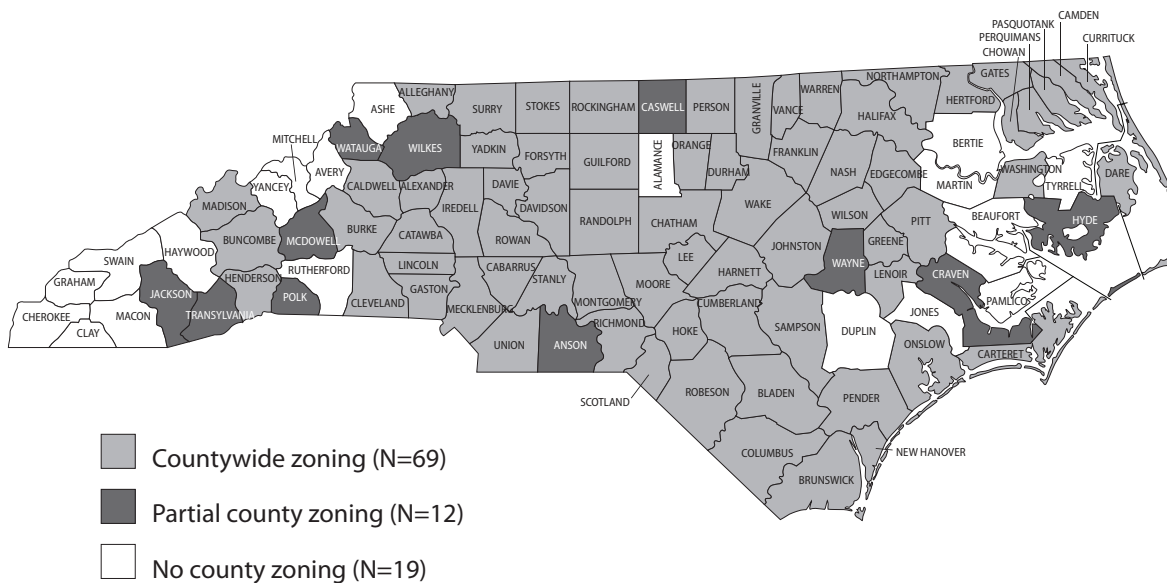 CAMDEN
PASQUOTANK
PERQUIMANS
CURRITUCK
CHOWAN
GATES
NORTHAMPTON
HERTFORD
ALLEGHANY
ASHE
SURRY
STOKES
ROCKINGHAM
CASWELL
PERSON
GRANVILLE
VANCE
WARREN
HALIFAX
MITCHELL
WATAUGA
WILKES
YADKIN
FORSYTH
GUILFORD
ALAMANCE
ORANGE
DURHAM
FRANKLIN
NASH
EDGECOMBE
BERTIE
MARTIN
WASHINGTON
TYRRELL
DARE
YANCEY
AVERY
CALDWELL
ALEXANDER
IREDELL
DAVIE
DAVIDSON
RANDOLPH
CHATHAM
WAKE
WILSON
PITT
BEAUFORT
HYDE
MADISON
BUNCOMBE
MCDOWELL
BURKE
CATAWBA
ROWAN
JOHNSTON
WAYNE
GREENE
SWAIN
HAYWOOD
RUTHERFORD
LINCOLN
CABARRUS
STANLY
MOORE
LEE
HARNETT
LENOIR
CRAVEN
GRAHAM
JACKSON
HENDERSON
POLK
CLEVELAND
GASTON
MECKLENBURG
MONTGOMERY
RICHMOND
CUMBERLAND
PAMLICO
CHEROKEE
MACON
TRANSYLVANIA
CLAY
UNION
ANSON
HOKE
SAMPSON
DUPLIN
JONES
ONSLOW
CARTERET
SCOTLAND
ROBESON
BLADEN
PENDER
COLUMBUS
NEW HANOVER
BRUNSWICK
Countywide zoning (N=69)
Partial county zoning (N=12)
No county zoning (N=19)